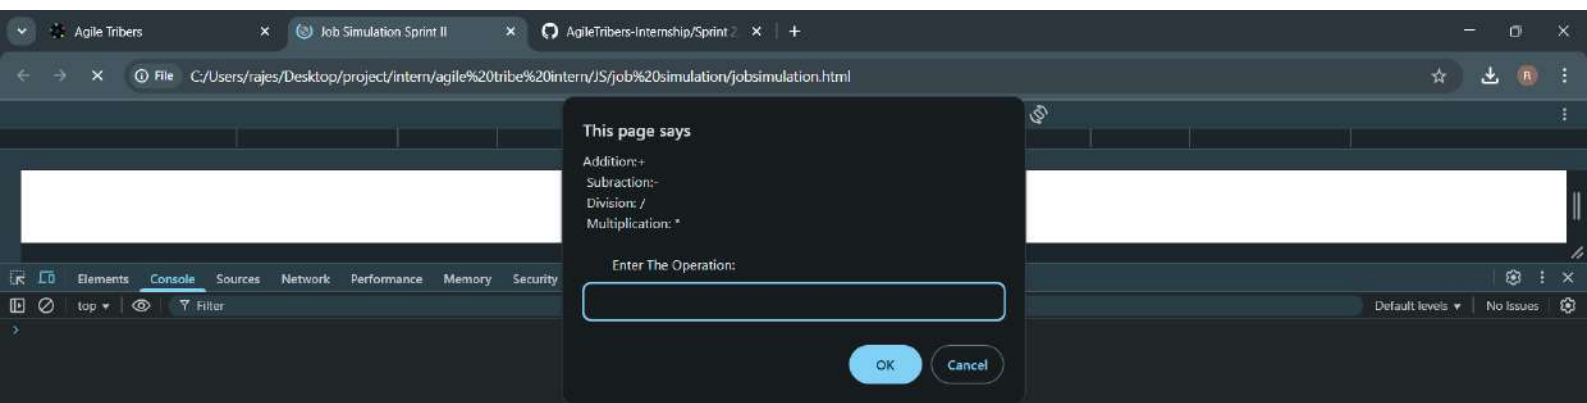 Agile Tribers
Job Simulation Sprint II
AgileTribers-Internship/Sprint 2
File C:/Users/rajes/Desktop/project/intern/agile%20tribe%20intern/JS/job%20simulation/jobsimulation.html
R
This page says
Addition:+
Subraction:-
Division: /
Multiplication: *
Enter The Operation:
OK Cancel
Elements Console Sources Network Performance Memory Security
top Filter Default levels No Issues